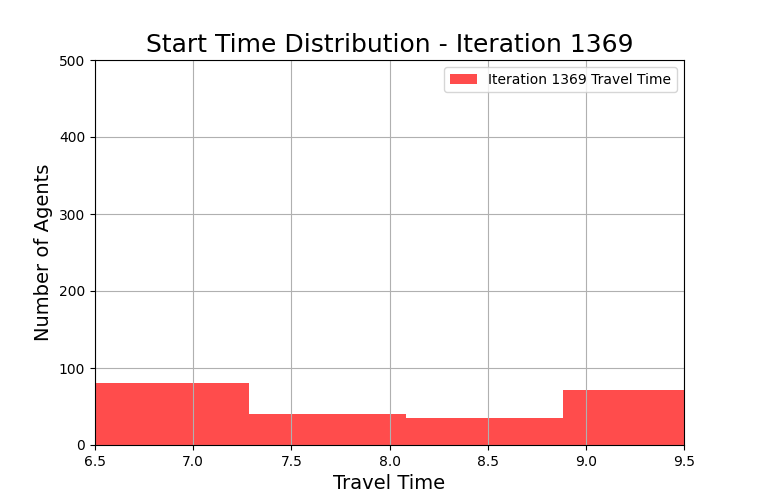 Start Time Distribution - Iteration 1369
500
Iteration 1369 Travel Time
400
300
200
100
0
Number of Agents
6.5 7.0 7.5 8.0 8.5 9.0 9.5
Travel Time